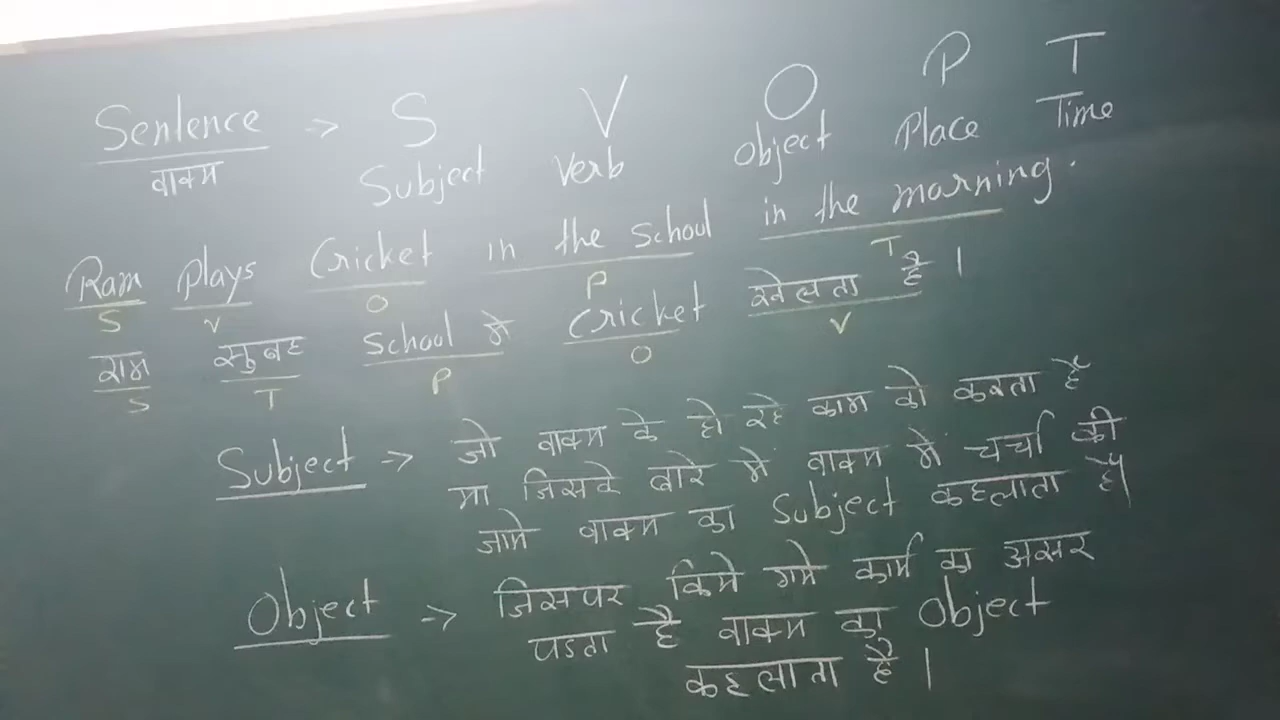 S V O P T
Sentence → Subject Verb Object Place Time
वाक्य
Ram plays Cricket in the school in the morning.
S V O P T
राम सुबह School में Cricket खेलता है।
S T P O V
Subject → जो वाक्य के हो रहे काम को करता है
या जिसके बारे में वाक्य में चर्चा की
जाये वाक्य का Subject कहलाता है।
Object → जिसपर किये गये कार्य का असर
पडता है वाक्य का Object
कहलाता है।